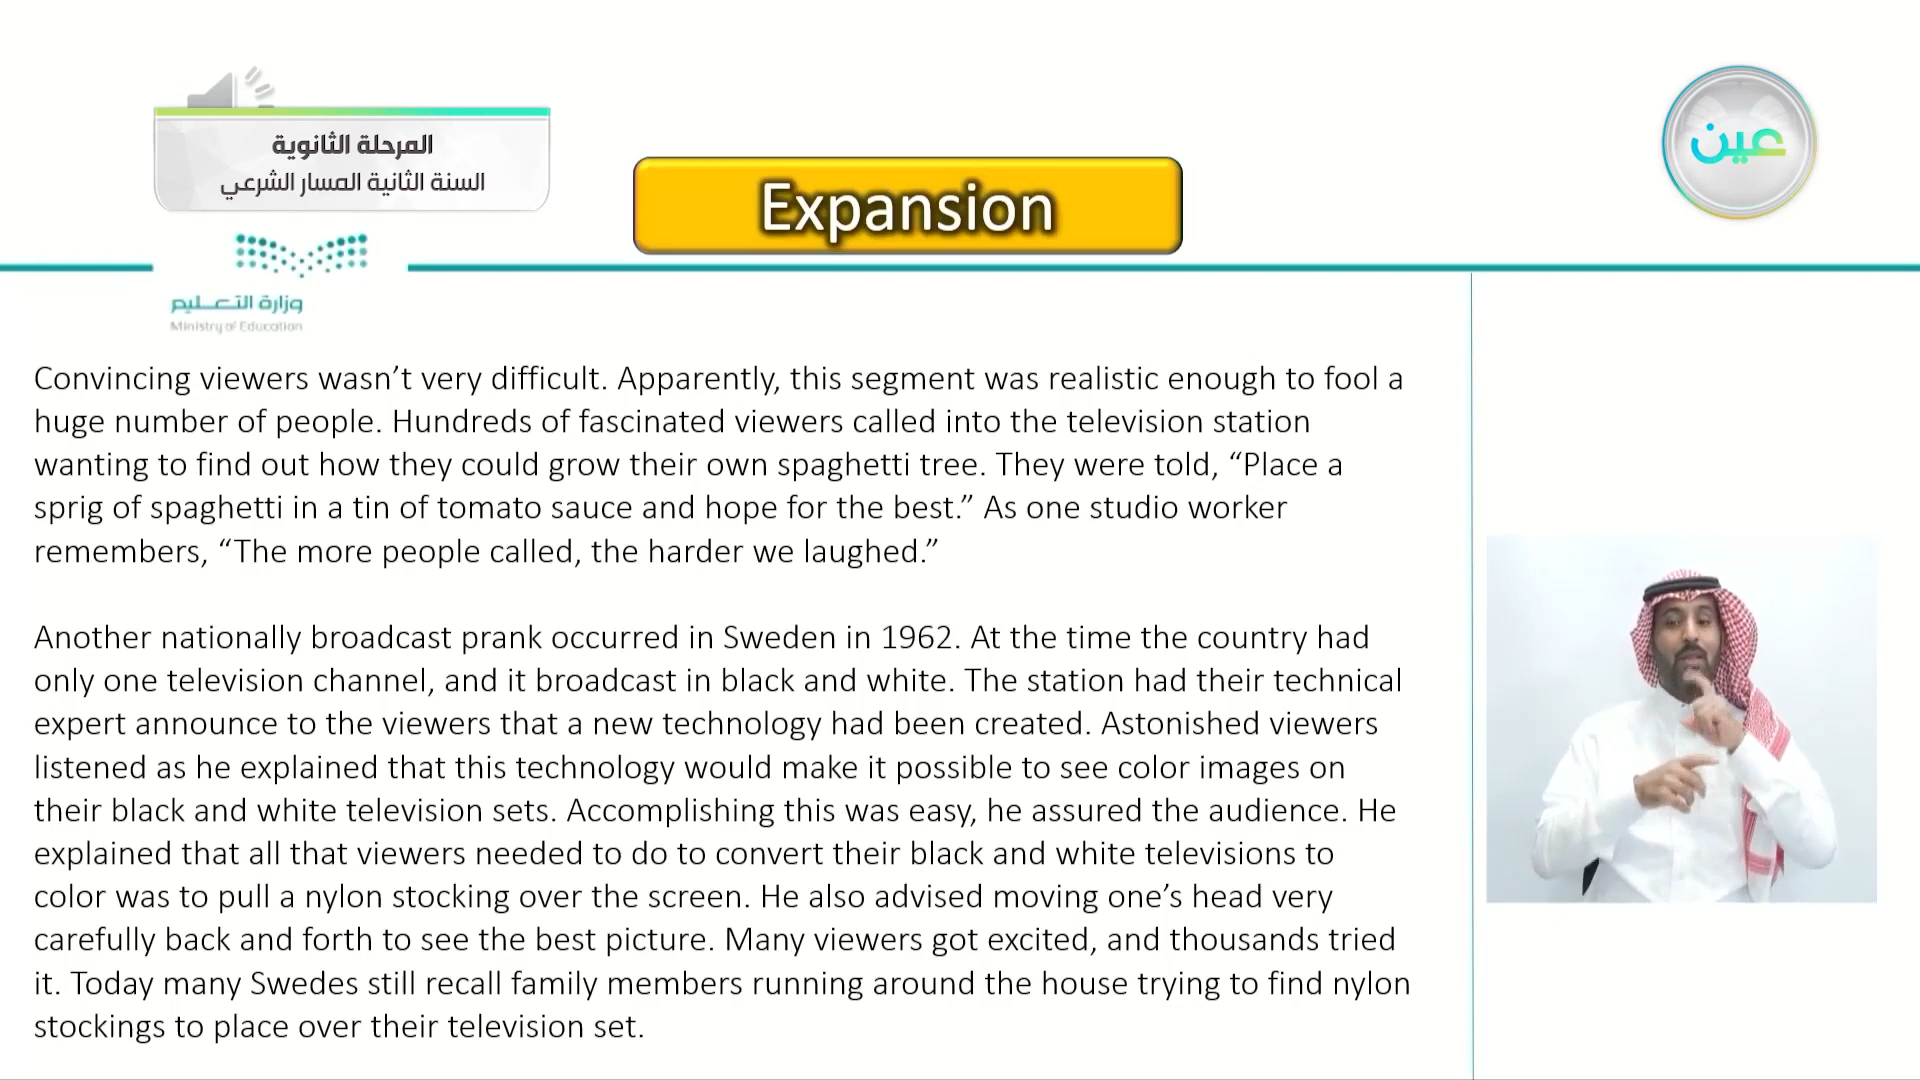 المرحلة الثانوية
السنة الثانية المسار الشرعي
عين
Expansion
وزارة التعليم
Ministry of Education
Convincing viewers wasn’t very difficult. Apparently, this segment was realistic enough to fool a
huge number of people. Hundreds of fascinated viewers called into the television station
wanting to find out how they could grow their own spaghetti tree. They were told, “Place a
sprig of spaghetti in a tin of tomato sauce and hope for the best.” As one studio worker
remembers, “The more people called, the harder we laughed.”
Another nationally broadcast prank occurred in Sweden in 1962. At the time the country had
only one television channel, and it broadcast in black and white. The station had their technical
expert announce to the viewers that a new technology had been created. Astonished viewers
listened as he explained that this technology would make it possible to see color images on
their black and white television sets. Accomplishing this was easy, he assured the audience. He
explained that all that viewers needed to do to convert their black and white televisions to
color was to pull a nylon stocking over the screen. He also advised moving one’s head very
carefully back and forth to see the best picture. Many viewers got excited, and thousands tried
it. Today many Swedes still recall family members running around the house trying to find nylon
stockings to place over their television set.